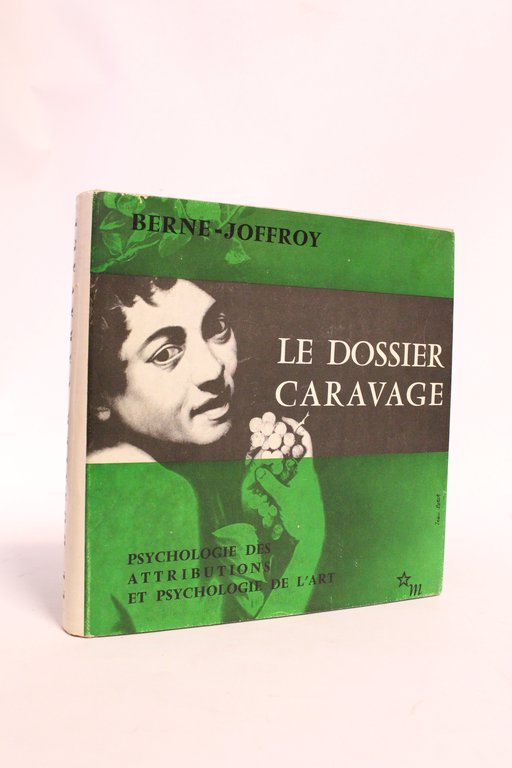 BERNE-JOFFROY
LE DOSSIER
CARAVAGE
PSYCHOLOGIE DES
ATTRIBUTIONS
ET PSYCHOLOGIE DE L'ART
m